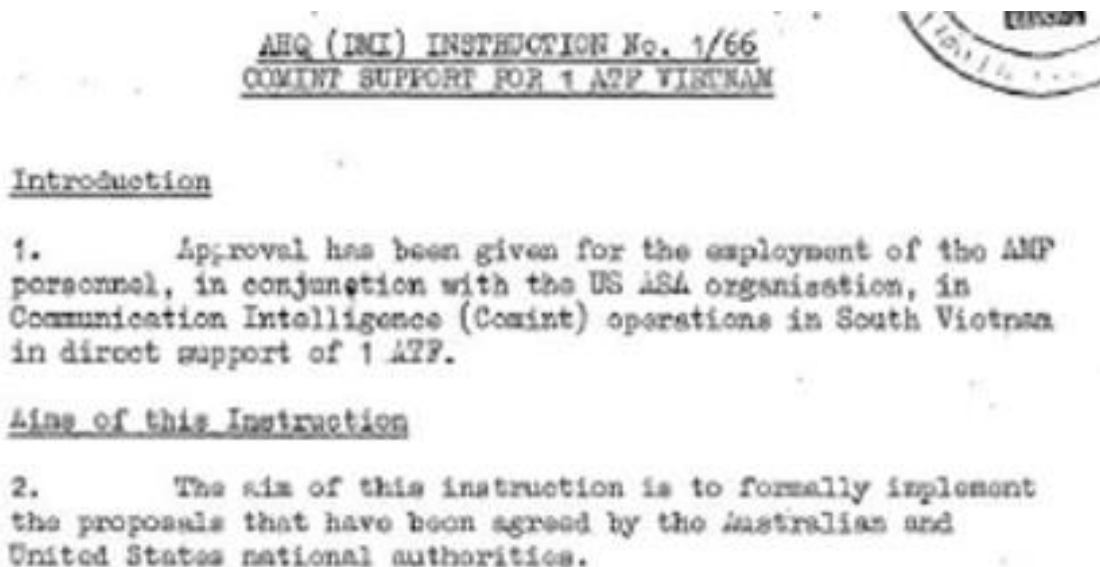 AHQ (DMI) INSTRUCTION No. 1/66
COMINT SUPPORT FOR 1 ATF VIETNAM
Introduction
1. Approval has been given for the employment of the AMF
personnel, in conjunction with the US ASA organisation, in
Communication Intelligence (Comint) operations in South Vietnam
in direct support of 1 ATF.
Aims of this Instruction
2. The aim of this instruction is to formally implement
the proposals that have been agreed by the Australian and
United States national authorities.